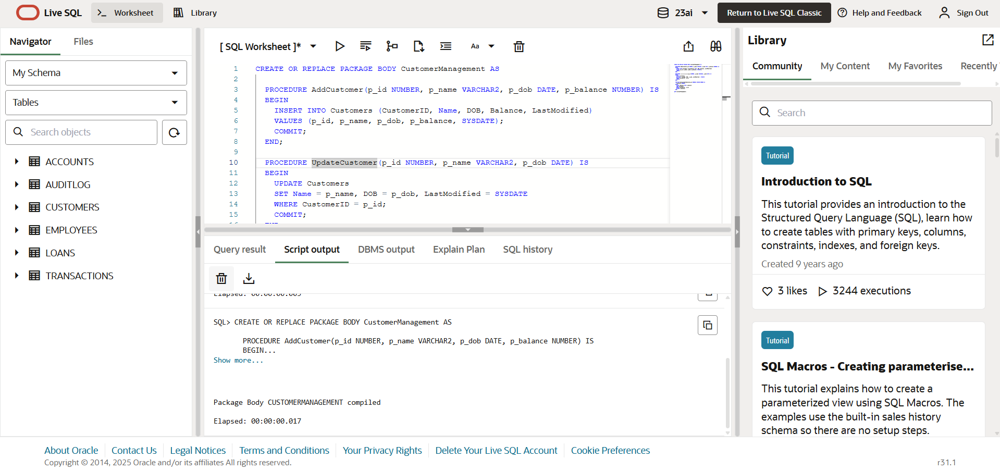 Live SQL
Worksheet
Library
23ai
Return to Live SQL Classic
Help and Feedback
Sign Out
Navigator
Files
My Schema
Tables
Search objects
ACCOUNTS
AUDITLOG
CUSTOMERS
EMPLOYEES
LOANS
TRANSACTIONS
[ SQL Worksheet ]*
Aa
1 CREATE OR REPLACE PACKAGE BODY CustomerManagement AS
2
3 PROCEDURE AddCustomer(p_id NUMBER, p_name VARCHAR2, p_dob DATE, p_balance NUMBER) IS
4 BEGIN
5 INSERT INTO Customers (CustomerID, Name, DOB, Balance, LastModified)
6 VALUES (p_id, p_name, p_dob, p_balance, SYSDATE);
7 COMMIT;
8 END;
9
10 PROCEDURE UpdateCustomer(p_id NUMBER, p_name VARCHAR2, p_dob DATE) IS
11 BEGIN
12 UPDATE Customers
13 SET Name = p_name, DOB = p_dob, LastModified = SYSDATE
14 WHERE CustomerID = p_id;
15 COMMIT;
Query result
Script output
DBMS output
Explain Plan
SQL history
Elapsed: 00:00:00.005
SQL> CREATE OR REPLACE PACKAGE BODY CustomerManagement AS
PROCEDURE AddCustomer(p_id NUMBER, p_name VARCHAR2, p_dob DATE, p_balance NUMBER) IS
BEGIN...
Show more...
Package Body CUSTOMERMANAGEMENT compiled
Elapsed: 00:00:00.017
Library
Community
My Content
My Favorites
Recently
Search
Tutorial
Introduction to SQL
This tutorial provides an introduction to the
Structured Query Language (SQL), learn how
to create tables with primary keys, columns,
constraints, indexes, and foreign keys.
Created 9 years ago
3 likes
3244 executions
Tutorial
SQL Macros - Creating parameterise...
This tutorial explains how to create a
parameterized view using SQL Macros. The
examples use the built-in sales history
schema so there are no setup steps.
About Oracle
Contact Us
Legal Notices
Terms and Conditions
Your Privacy Rights
Delete Your Live SQL Account
Cookie Preferences
Copyright © 2014, 2025 Oracle and/or its affiliates All rights reserved.
r31.1